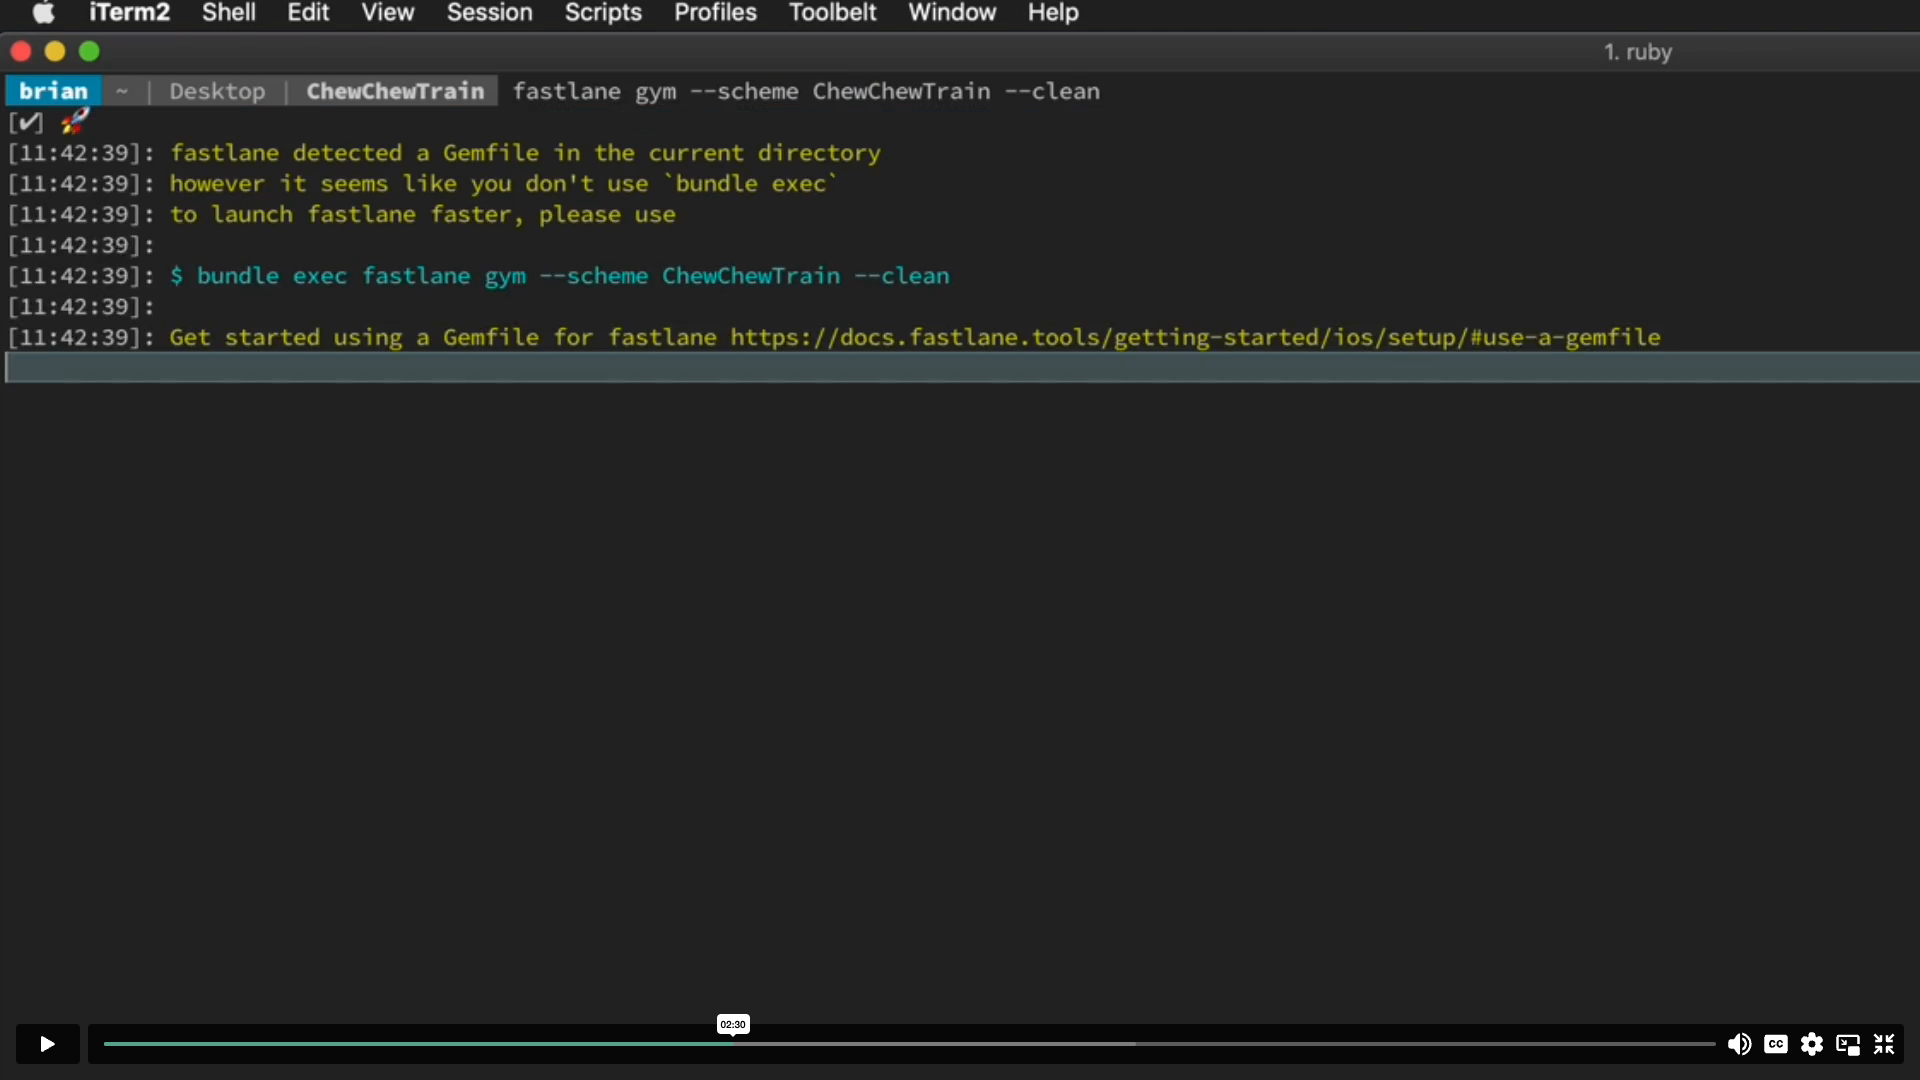 iTerm2 Shell Edit View Session Scripts Profiles Toolbelt Window Help
1. ruby
brian ~ | Desktop | ChewChewTrain fastlane gym --scheme ChewChewTrain --clean
[✔] 🚀
[11:42:39]: fastlane detected a Gemfile in the current directory
[11:42:39]: however it seems like you don't use `bundle exec`
[11:42:39]: to launch fastlane faster, please use
[11:42:39]:
[11:42:39]: $ bundle exec fastlane gym --scheme ChewChewTrain --clean
[11:42:39]:
[11:42:39]: Get started using a Gemfile for fastlane https://docs.fastlane.tools/getting-started/ios/setup/#use-a-gemfile
02:30
CC